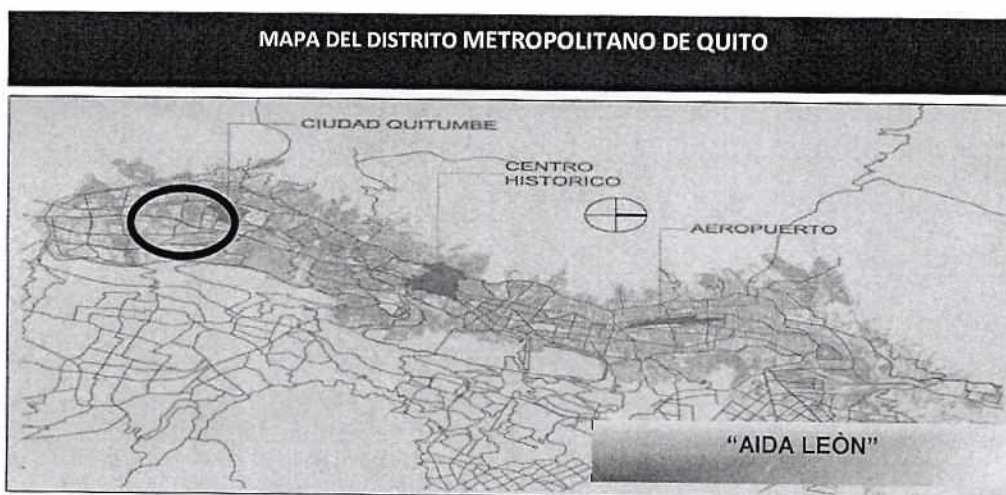 MAPA DEL DISTRITO METROPOLITANO DE QUITO
CIUDAD QUITUMBE
CENTRO
HISTORICO
AEROPUERTO
“AIDA LEÒN”